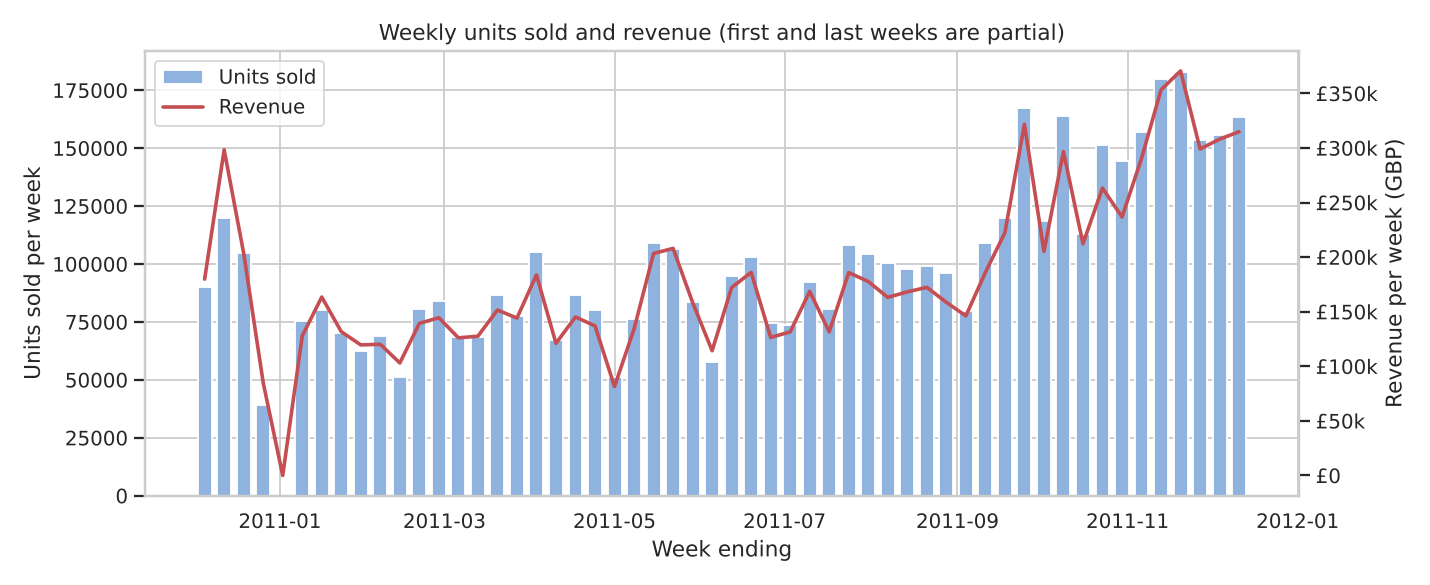 Weekly units sold and revenue (first and last weeks are partial)
Units sold
Revenue
175000
150000
125000
100000
75000
50000
25000
0
Units sold per week
£350k
£300k
£250k
£200k
£150k
£100k
£50k
£0
Revenue per week (GBP)
2011-01
2011-03
2011-05
2011-07
2011-09
2011-11
2012-01
Week ending